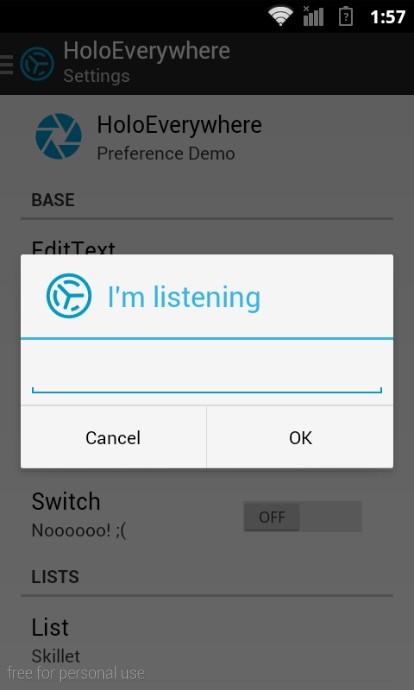 1:57
HoloEverywhere
Settings
HoloEverywhere
Preference Demo
BASE
EditText
I'm listening
Cancel
OK
Switch
Noooooo! ;(
OFF
LISTS
List
Skillet
free for personal use